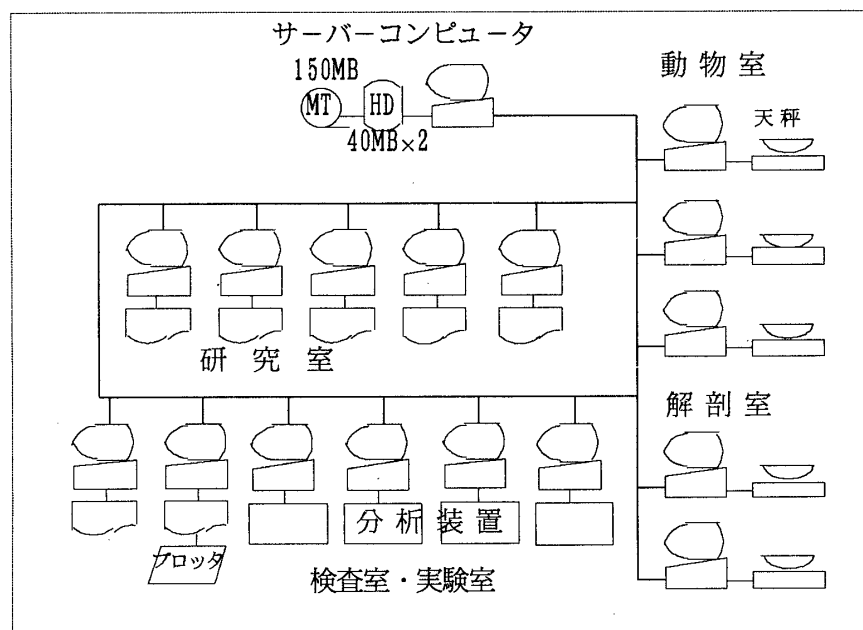 サーバーコンピュータ
150MB
MT
HD
40MB×2
動物室
天秤
研究室
解剖室
分析装置
プロッタ
検査室・実験室